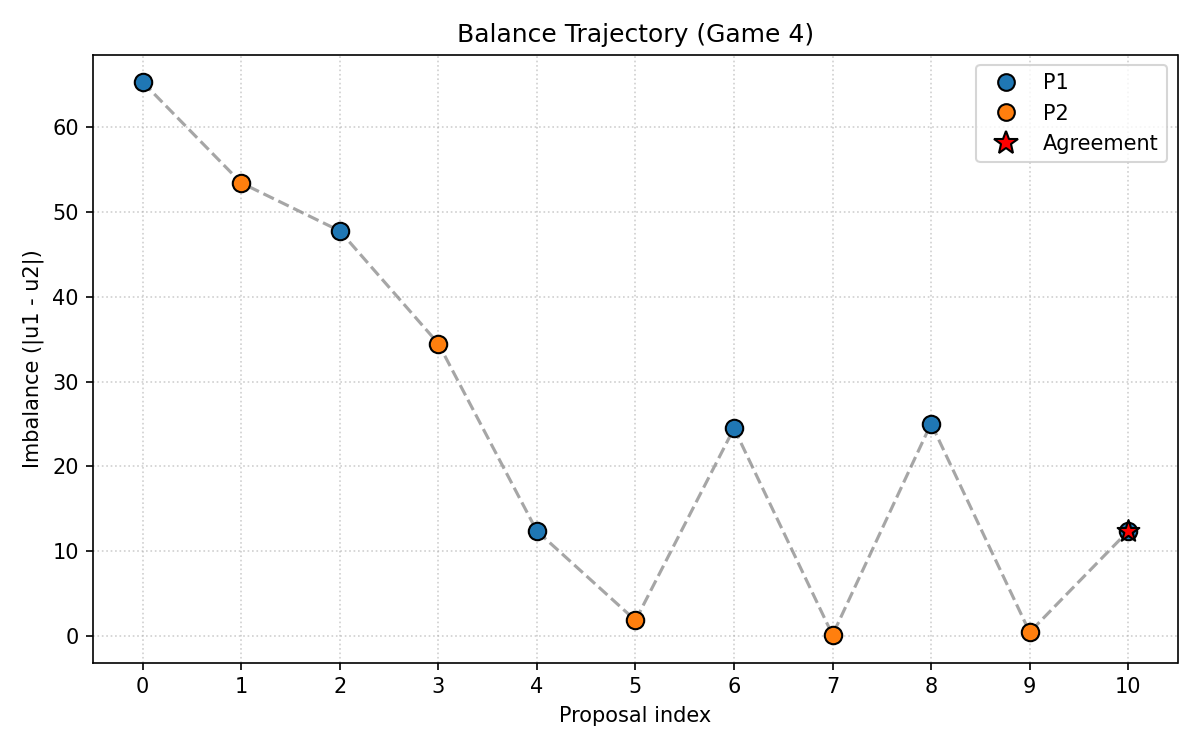 Balance Trajectory (Game 4)
P1
P2
Agreement
60
50
40
30
20
10
0
Imbalance (|u1 - u2|)
0 1 2 3 4 5 6 7 8 9 10
Proposal index